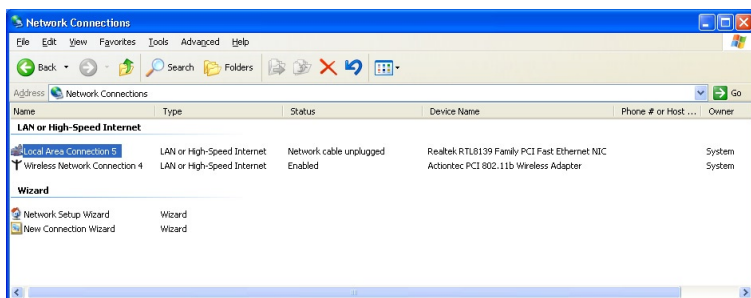 Network Connections
File Edit View Favorites Tools Advanced Help
Back Search Folders
Address Network Connections Go
Name Type Status Device Name Phone # or Host ... Owner
LAN or High-Speed Internet
Local Area Connection 5 LAN or High-Speed Internet Network cable unplugged Realtek RTL8139 Family PCI Fast Ethernet NIC System
Wireless Network Connection 4 LAN or High-Speed Internet Enabled Actiontec PCI 802.11b Wireless Adapter System
Wizard
Network Setup Wizard Wizard
New Connection Wizard Wizard